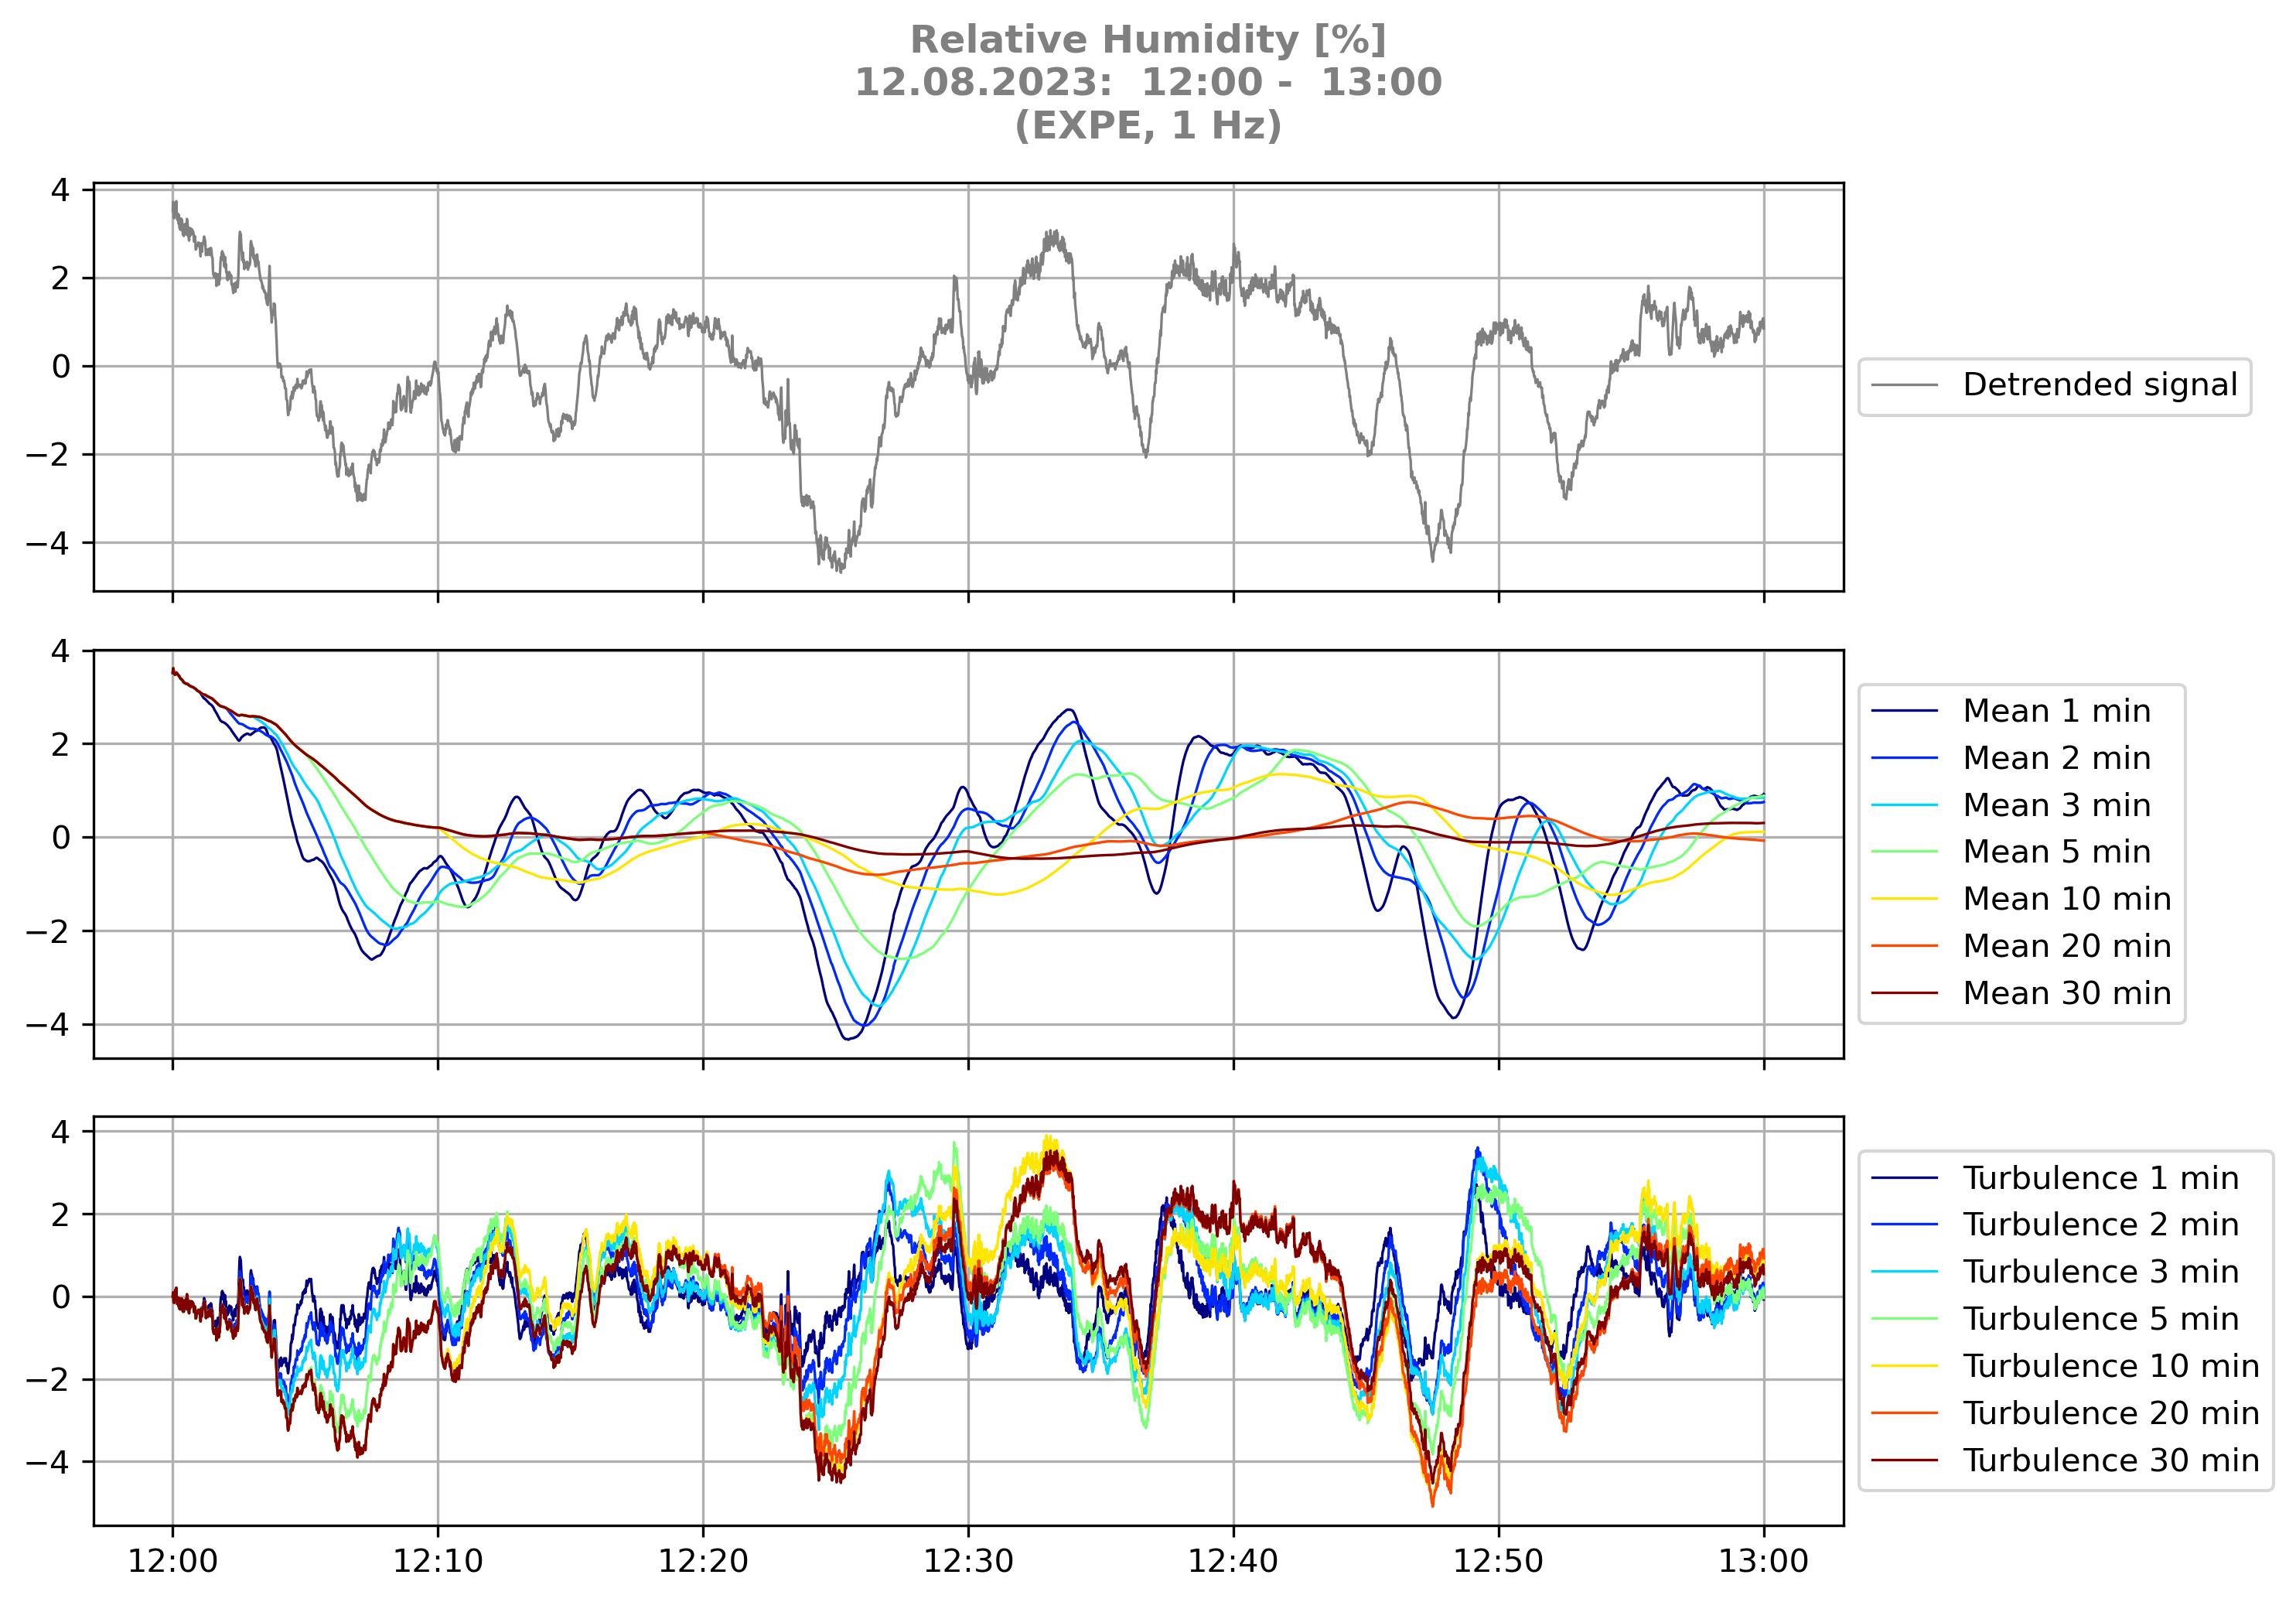 Relative Humidity [%]
12.08.2023:  12:00 -  13:00
(EXPE, 1 Hz)
4
2
0
−2
−4
Detrended signal
4
2
0
−2
−4
Mean 1 min
Mean 2 min
Mean 3 min
Mean 5 min
Mean 10 min
Mean 20 min
Mean 30 min
4
2
0
−2
−4
Turbulence 1 min
Turbulence 2 min
Turbulence 3 min
Turbulence 5 min
Turbulence 10 min
Turbulence 20 min
Turbulence 30 min
12:00 12:10 12:20 12:30 12:40 12:50 13:00